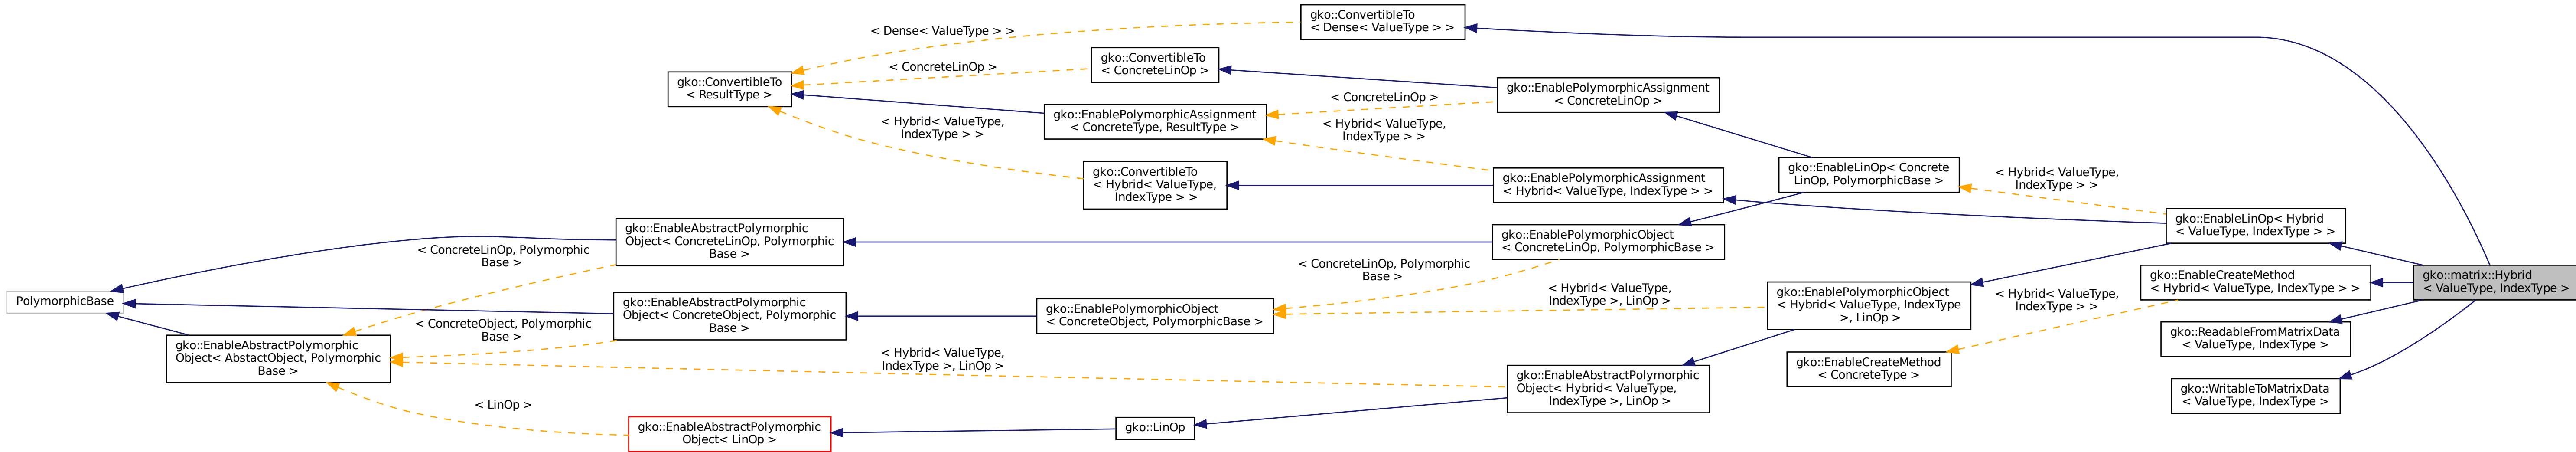 gko::ConvertibleTo
< Dense< ValueType > >
< Dense< ValueType > >
gko::ConvertibleTo
< ConcreteLinOp >
< ConcreteLinOp >
gko::ConvertibleTo
< ResultType >
gko::EnablePolymorphicAssignment
< ConcreteLinOp >
< ConcreteLinOp >
gko::EnablePolymorphicAssignment
< ConcreteType, ResultType >
< Hybrid< ValueType,
IndexType > >
< Hybrid< ValueType,
IndexType > >
gko::ConvertibleTo
< Hybrid< ValueType,
IndexType > >
gko::EnablePolymorphicAssignment
< Hybrid< ValueType, IndexType > >
gko::EnableLinOp< Concrete
LinOp, PolymorphicBase >
< Hybrid< ValueType,
IndexType > >
gko::EnableLinOp< Hybrid
< ValueType, IndexType > >
gko::EnableAbstractPolymorphic
Object< ConcreteLinOp, Polymorphic
Base >
gko::EnablePolymorphicObject
< ConcreteLinOp, PolymorphicBase >
< ConcreteLinOp, Polymorphic
Base >
< ConcreteLinOp, Polymorphic
Base >
gko::EnableCreateMethod
< Hybrid< ValueType, IndexType > >
gko::matrix::Hybrid
< ValueType, IndexType >
PolymorphicBase
gko::EnableAbstractPolymorphic
Object< ConcreteObject, Polymorphic
Base >
gko::EnablePolymorphicObject
< ConcreteObject, PolymorphicBase >
< Hybrid< ValueType,
IndexType >, LinOp >
gko::EnablePolymorphicObject
< Hybrid< ValueType, IndexType
>, LinOp >
< Hybrid< ValueType,
IndexType > >
< ConcreteObject, Polymorphic
Base >
gko::EnableAbstractPolymorphic
Object< AbstactObject, Polymorphic
Base >
gko::ReadableFromMatrixData
< ValueType, IndexType >
< Hybrid< ValueType,
IndexType >, LinOp >
gko::EnableCreateMethod
< ConcreteType >
gko::EnableAbstractPolymorphic
Object< Hybrid< ValueType,
IndexType >, LinOp >
gko::WritableToMatrixData
< ValueType, IndexType >
< LinOp >
gko::EnableAbstractPolymorphic
Object< LinOp >
gko::LinOp